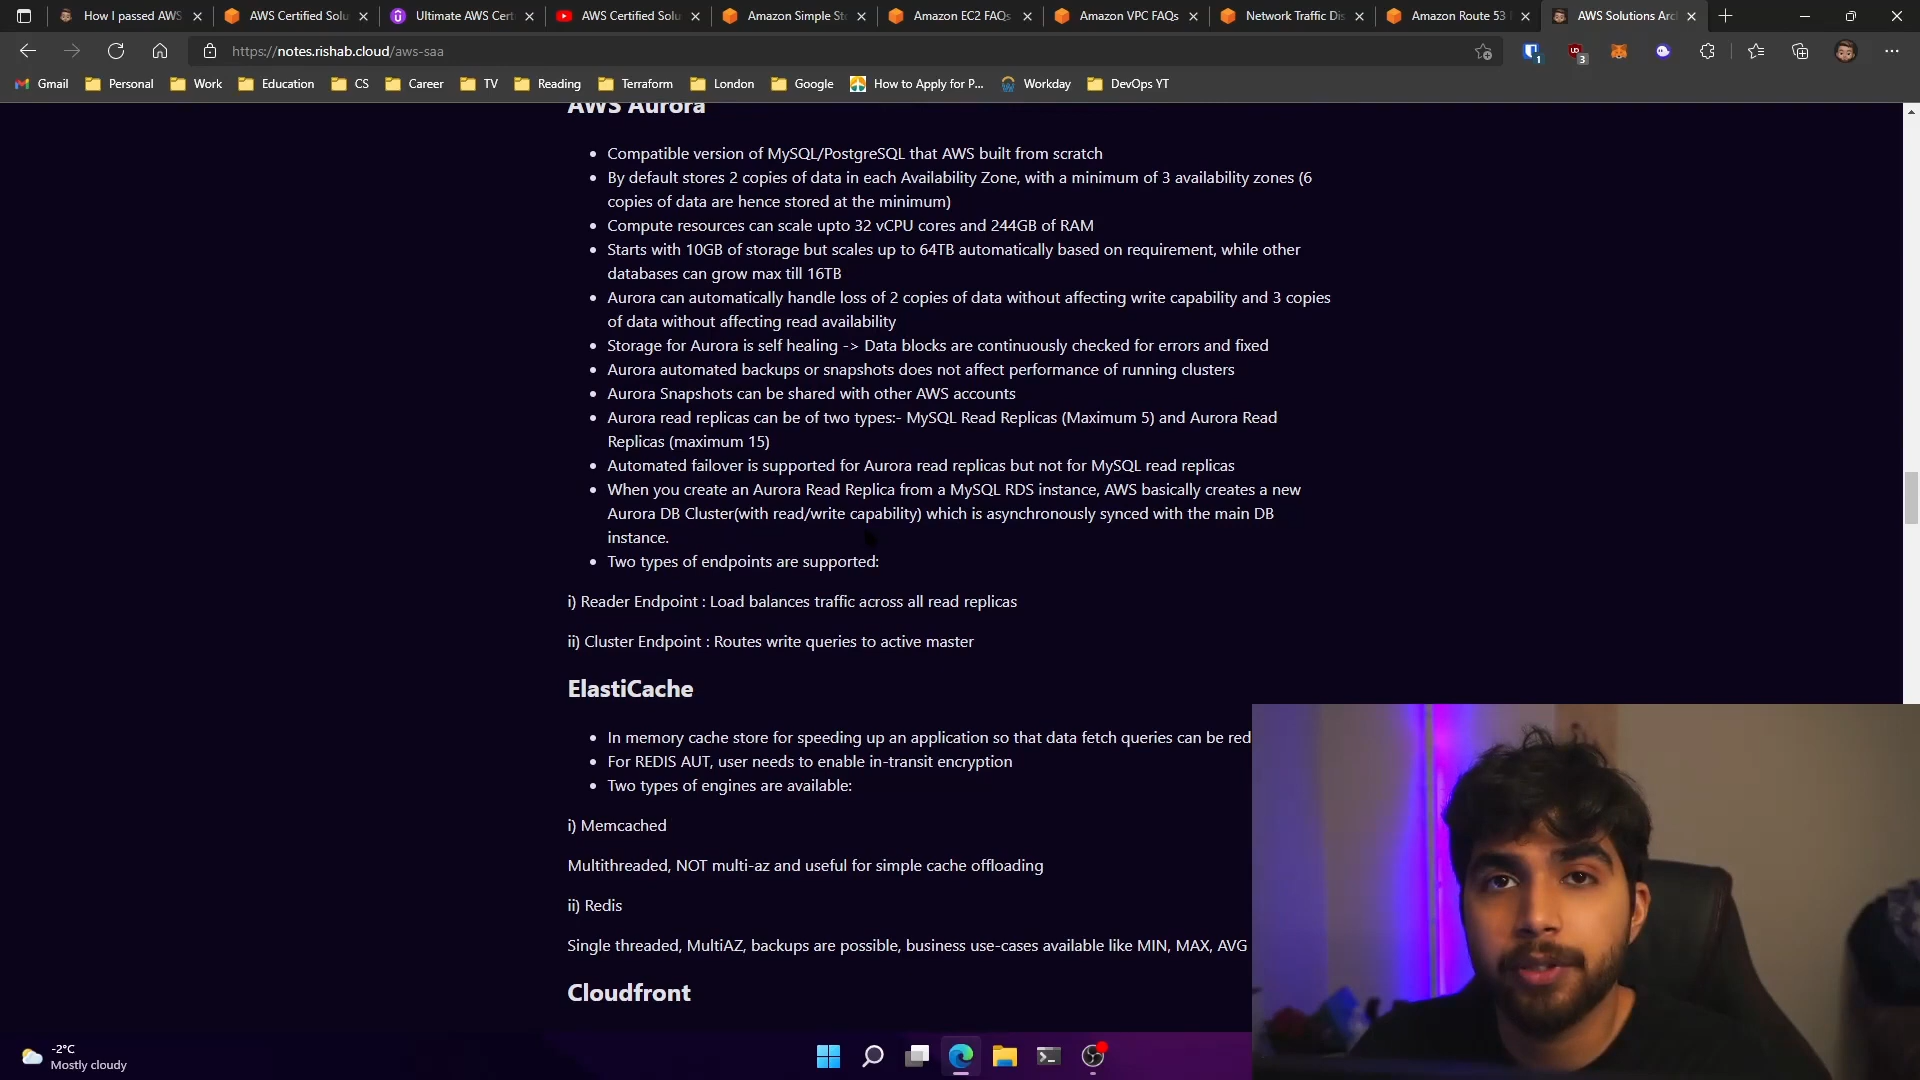 How I passed AWS
AWS Certified Solu
Ultimate AWS Cert
AWS Certified Solu
Amazon Simple St
Amazon EC2 FAQs
Amazon VPC FAQs
Network Traffic Dis
Amazon Route 53
AWS Solutions Arc
https://notes.rishab.cloud/aws-saa
1
3
Gmail
Personal
Work
Education
CS
Career
TV
Reading
Terraform
London
Google
How to Apply for P...
Workday
DevOps YT
AWS Aurora
Compatible version of MySQL/PostgreSQL that AWS built from scratch
By default stores 2 copies of data in each Availability Zone, with a minimum of 3 availability zones (6
copies of data are hence stored at the minimum)
Compute resources can scale upto 32 vCPU cores and 244GB of RAM
Starts with 10GB of storage but scales up to 64TB automatically based on requirement, while other
databases can grow max till 16TB
Aurora can automatically handle loss of 2 copies of data without affecting write capability and 3 copies
of data without affecting read availability
Storage for Aurora is self healing -> Data blocks are continuously checked for errors and fixed
Aurora automated backups or snapshots does not affect performance of running clusters
Aurora Snapshots can be shared with other AWS accounts
Aurora read replicas can be of two types:- MySQL Read Replicas (Maximum 5) and Aurora Read
Replicas (maximum 15)
Automated failover is supported for Aurora read replicas but not for MySQL read replicas
When you create an Aurora Read Replica from a MySQL RDS instance, AWS basically creates a new
Aurora DB Cluster(with read/write capability) which is asynchronously synced with the main DB
instance.
Two types of endpoints are supported:
i) Reader Endpoint : Load balances traffic across all read replicas
ii) Cluster Endpoint : Routes write queries to active master
ElastiCache
In memory cache store for speeding up an application so that data fetch queries can be red
For REDIS AUT, user needs to enable in-transit encryption
Two types of engines are available:
i) Memcached
Multithreaded, NOT multi-az and useful for simple cache offloading
ii) Redis
Single threaded, MultiAZ, backups are possible, business use-cases available like MIN, MAX, AVG
Cloudfront
-2°C
Mostly cloudy